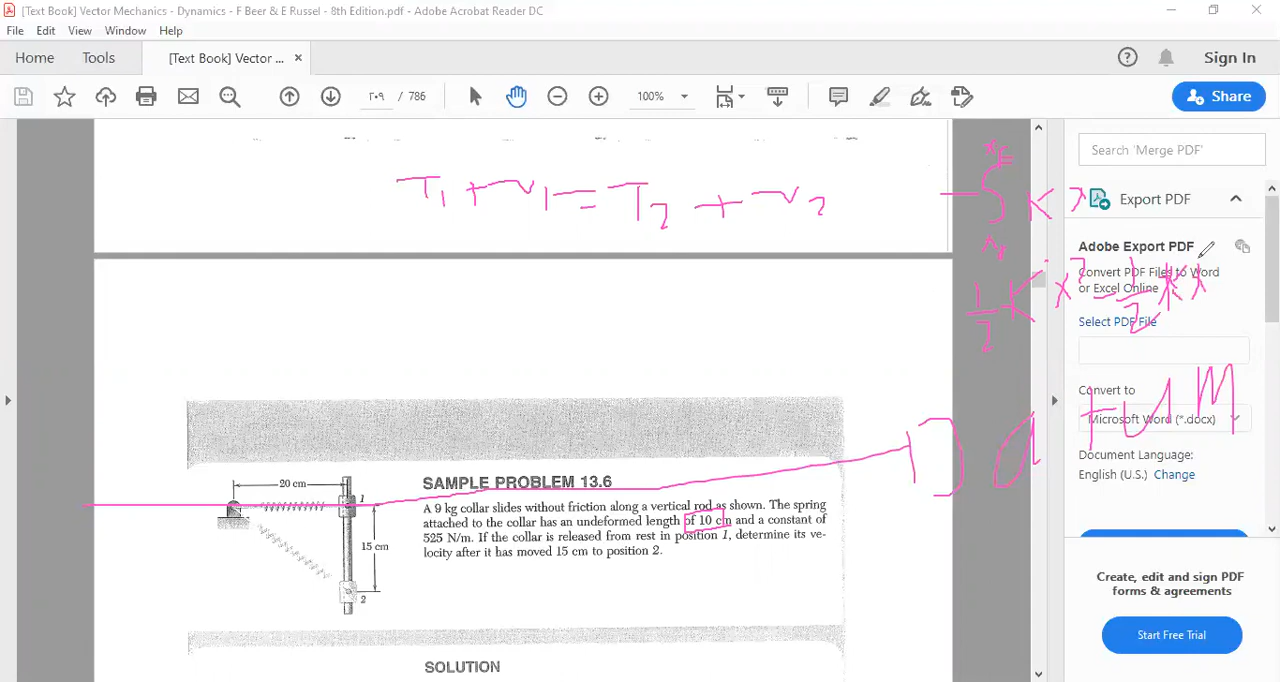 [Text Book] Vector Mechanics - Dynamics - F Beer & E Russel - 8th Edition.pdf - Adobe Acrobat Reader DC
File Edit View Window Help
Home Tools [Text Book] Vector ... × Sign In
٢٠٩ / 786 100% Share
Search 'Merge PDF'
T1 + V1 = T2 + V2
Export PDF
Adobe Export PDF
Convert PDF Files to Word
or Excel Online
Select PDF File
Convert to
Microsoft Word (*.docx)
Document Language:
English (U.S.) Change
Datum
20 cm
1
15 cm
2
SAMPLE PROBLEM 13.6
A 9 kg collar slides without friction along a vertical rod as shown. The spring
attached to the collar has an undeformed length of 10 cm and a constant of
525 N/m. If the collar is released from rest in position 1, determine its ve-
locity after it has moved 15 cm to position 2.
SOLUTION
Create, edit and sign PDF
forms & agreements
Start Free Trial